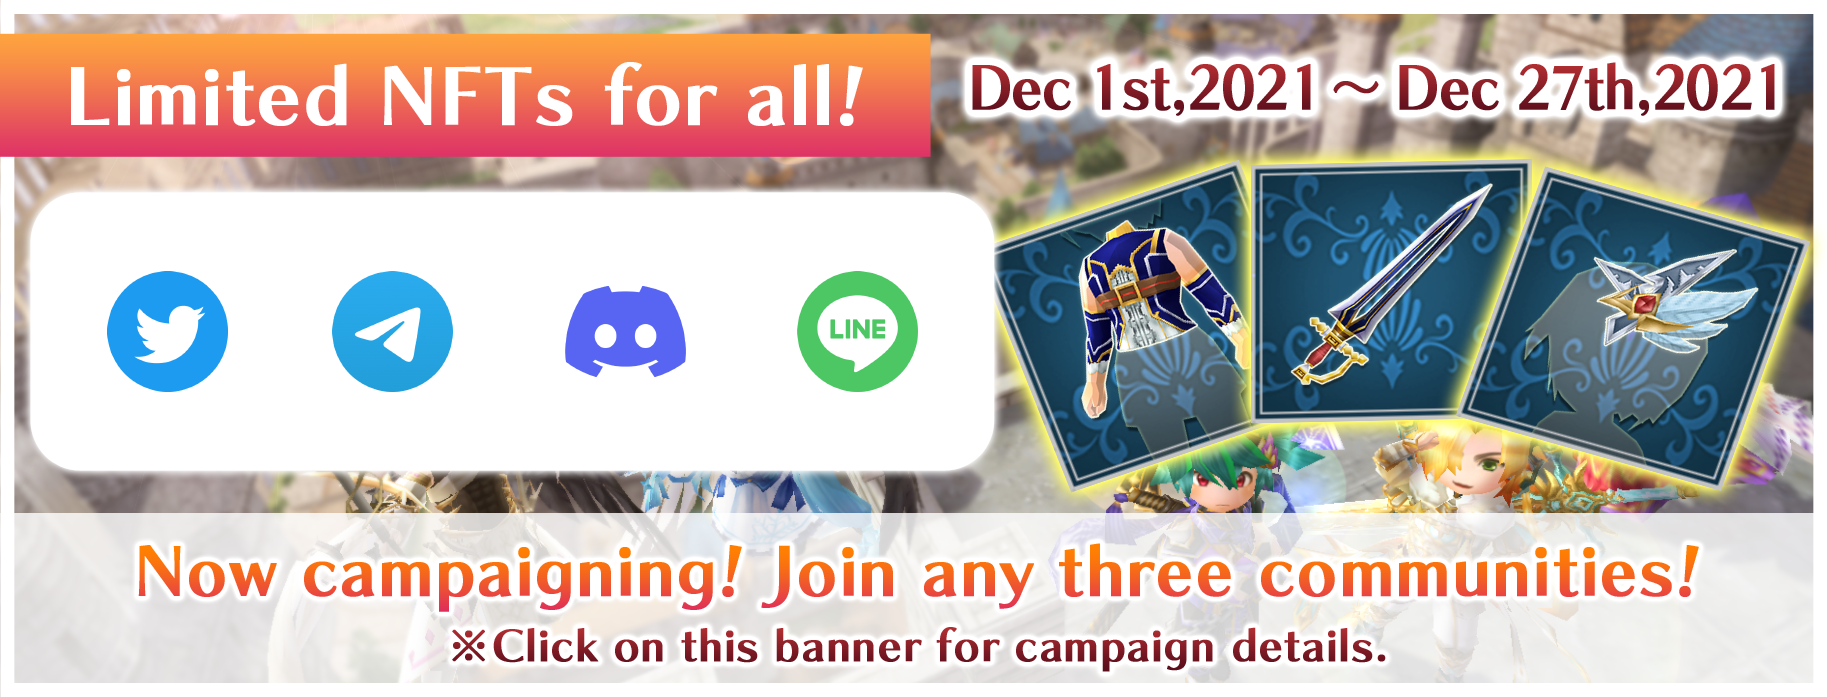 Limited NFTs for all!
Dec 1st,2021～Dec 27th,2021
LINE
Now campaigning! Join any three communities!
※Click on this banner for campaign details.